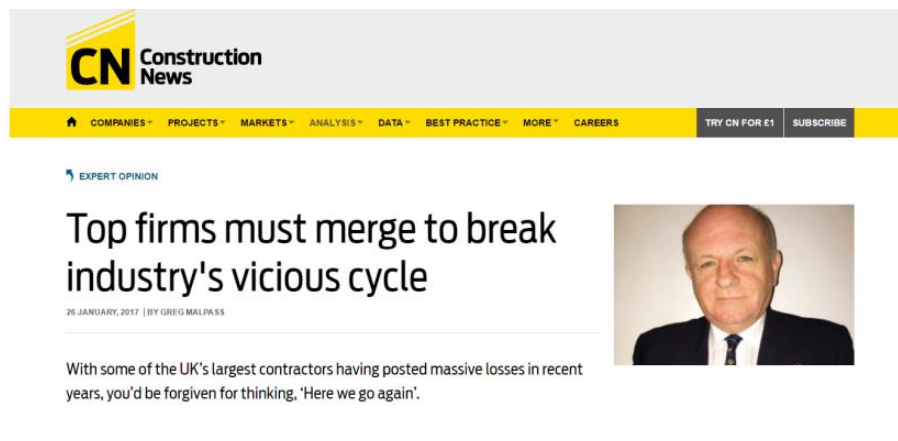 CN Construction
News
COMPANIES PROJECTS MARKETS ANALYSIS DATA BEST PRACTICE MORE CAREERS TRY CN FOR £1 SUBSCRIBE
EXPERT OPINION
Top firms must merge to break
industry's vicious cycle
26 JANUARY, 2017 | BY GREG MALPASS
With some of the UK's largest contractors having posted massive losses in recent
years, you'd be forgiven for thinking, 'Here we go again'.